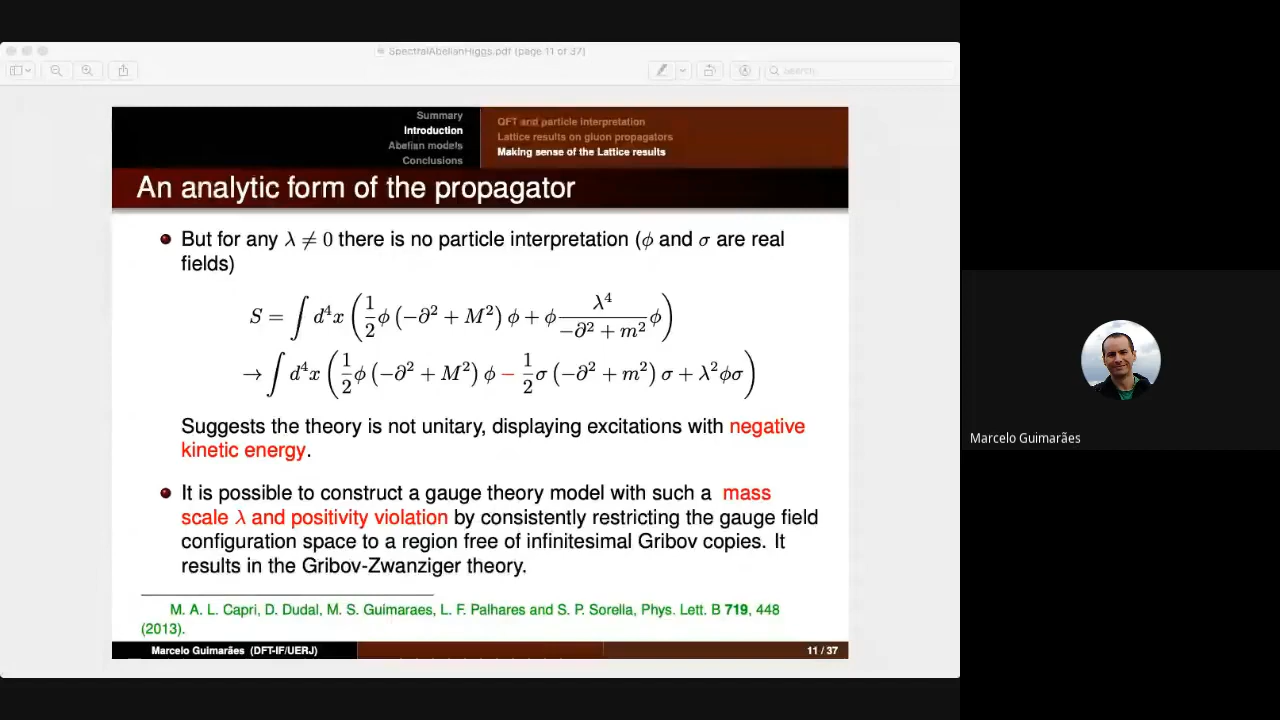 SpectralAbelianHiggs.pdf (page 11 of 37)
Search
Summary
Introduction
Abelian models
Conclusions
QFT and particle interpretation
Lattice results on gluon propagators
Making sense of the Lattice results
An analytic form of the propagator
But for any λ ≠ 0 there is no particle interpretation (ϕ and σ are real
fields)
S = ∫ d⁴x ( 1/2 ϕ (−∂² + M²) ϕ + ϕ λ⁴/(−∂² + m²) ϕ )
→ ∫ d⁴x ( 1/2 ϕ (−∂² + M²) ϕ − 1/2 σ (−∂² + m²) σ + λ²ϕσ )
Suggests the theory is not unitary, displaying excitations with negative
kinetic energy.
It is possible to construct a gauge theory model with such a mass
scale λ and positivity violation by consistently restricting the gauge field
configuration space to a region free of infinitesimal Gribov copies. It
results in the Gribov-Zwanziger theory.
M. A. L. Capri, D. Dudal, M. S. Guimaraes, L. F. Palhares and S. P. Sorella, Phys. Lett. B 719, 448
(2013).
Marcelo Guimarães (DFT-IF/UERJ)
11 / 37
Marcelo Guimarães